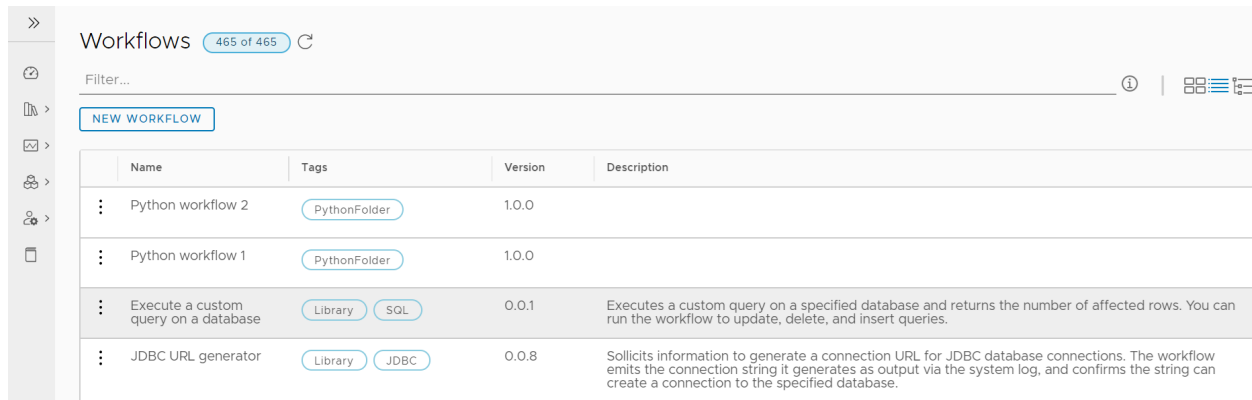 Workflows 465 of 465
Filter...
NEW WORKFLOW
Name Tags Version Description
Python workflow 2 PythonFolder 1.0.0
Python workflow 1 PythonFolder 1.0.0
Execute a custom
query on a database
Library SQL
0.0.1
Executes a custom query on a specified database and returns the number of affected rows. You can
run the workflow to update, delete, and insert queries.
JDBC URL generator
Library JDBC
0.0.8
Sollicits information to generate a connection URL for JDBC database connections. The workflow
emits the connection string it generates as output via the system log, and confirms the string can
create a connection to the specified database.